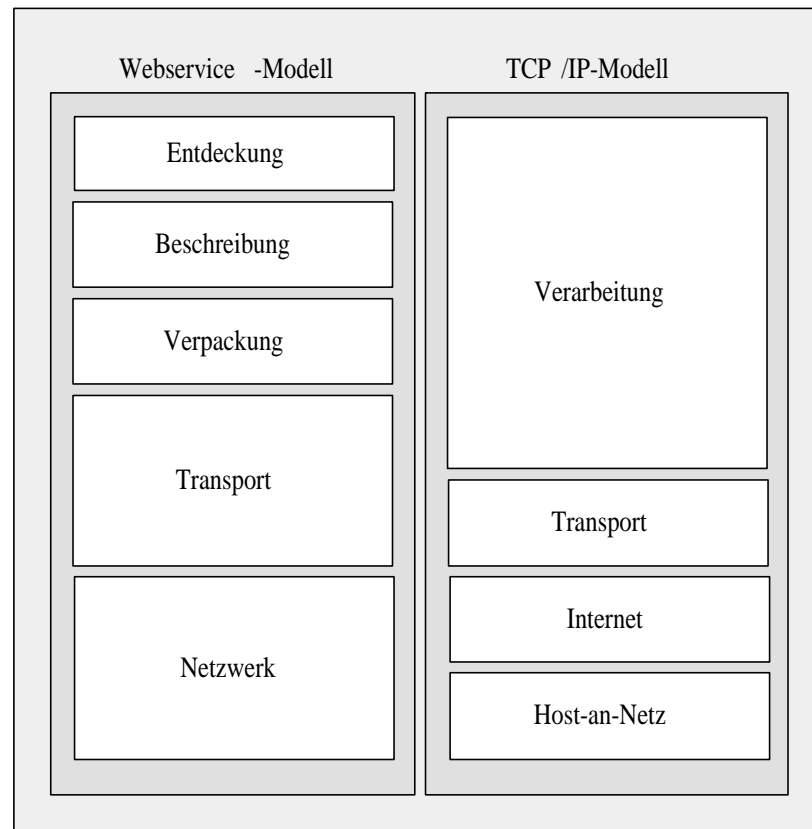 Webservice -Modell
Entdeckung
Beschreibung
Verpackung
Transport
Netzwerk
TCP /IP-Modell
Verarbeitung
Transport
Internet
Host-an-Netz